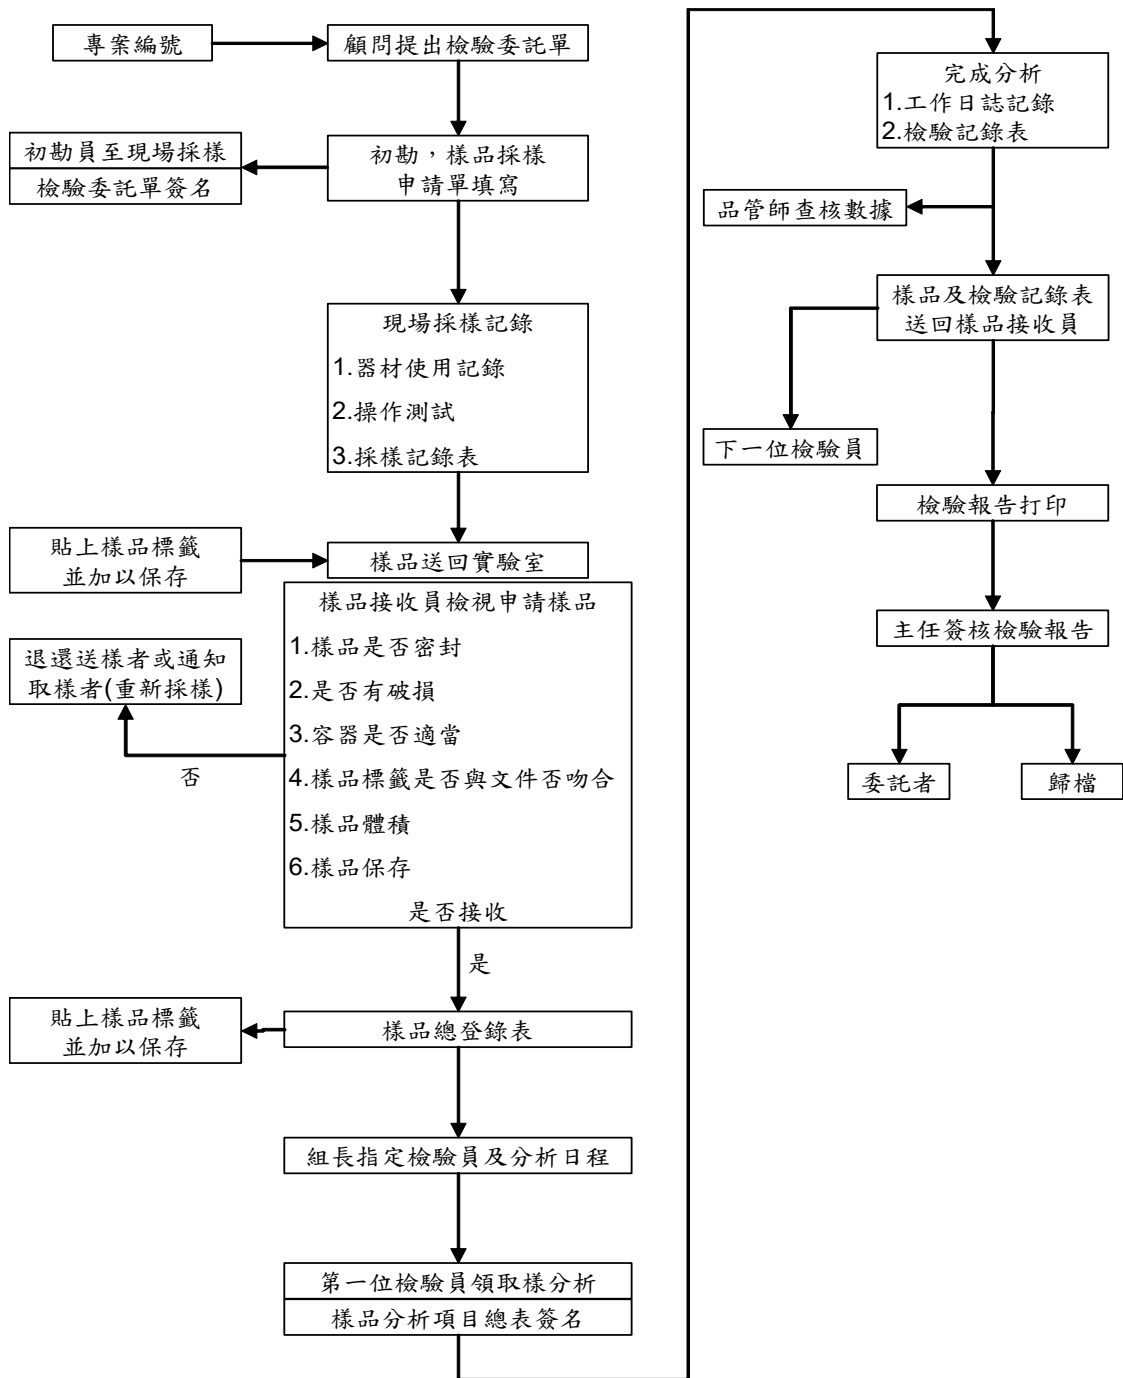 專案編號
顧問提出檢驗委託單
初勘員至現場採樣
檢驗委託單簽名
初勘，樣品採樣
申請單填寫
現場採樣記錄
1.器材使用記錄
2.操作測試
3.採樣記錄表
貼上樣品標籤
並加以保存
樣品送回實驗室
樣品接收員檢視申請樣品
1.樣品是否密封
2.是否有破損
3.容器是否適當
4.樣品標籤是否與文件否吻合
5.樣品體積
6.樣品保存
是否接收
退還送樣者或通知
取樣者(重新採樣)
否
是
貼上樣品標籤
並加以保存
樣品總登錄表
組長指定檢驗員及分析日程
第一位檢驗員領取樣分析
樣品分析項目總表簽名
完成分析
1.工作日誌記錄
2.檢驗記錄表
品管師查核數據
樣品及檢驗記錄表
送回樣品接收員
下一位檢驗員
檢驗報告打印
主任簽核檢驗報告
委託者
歸檔